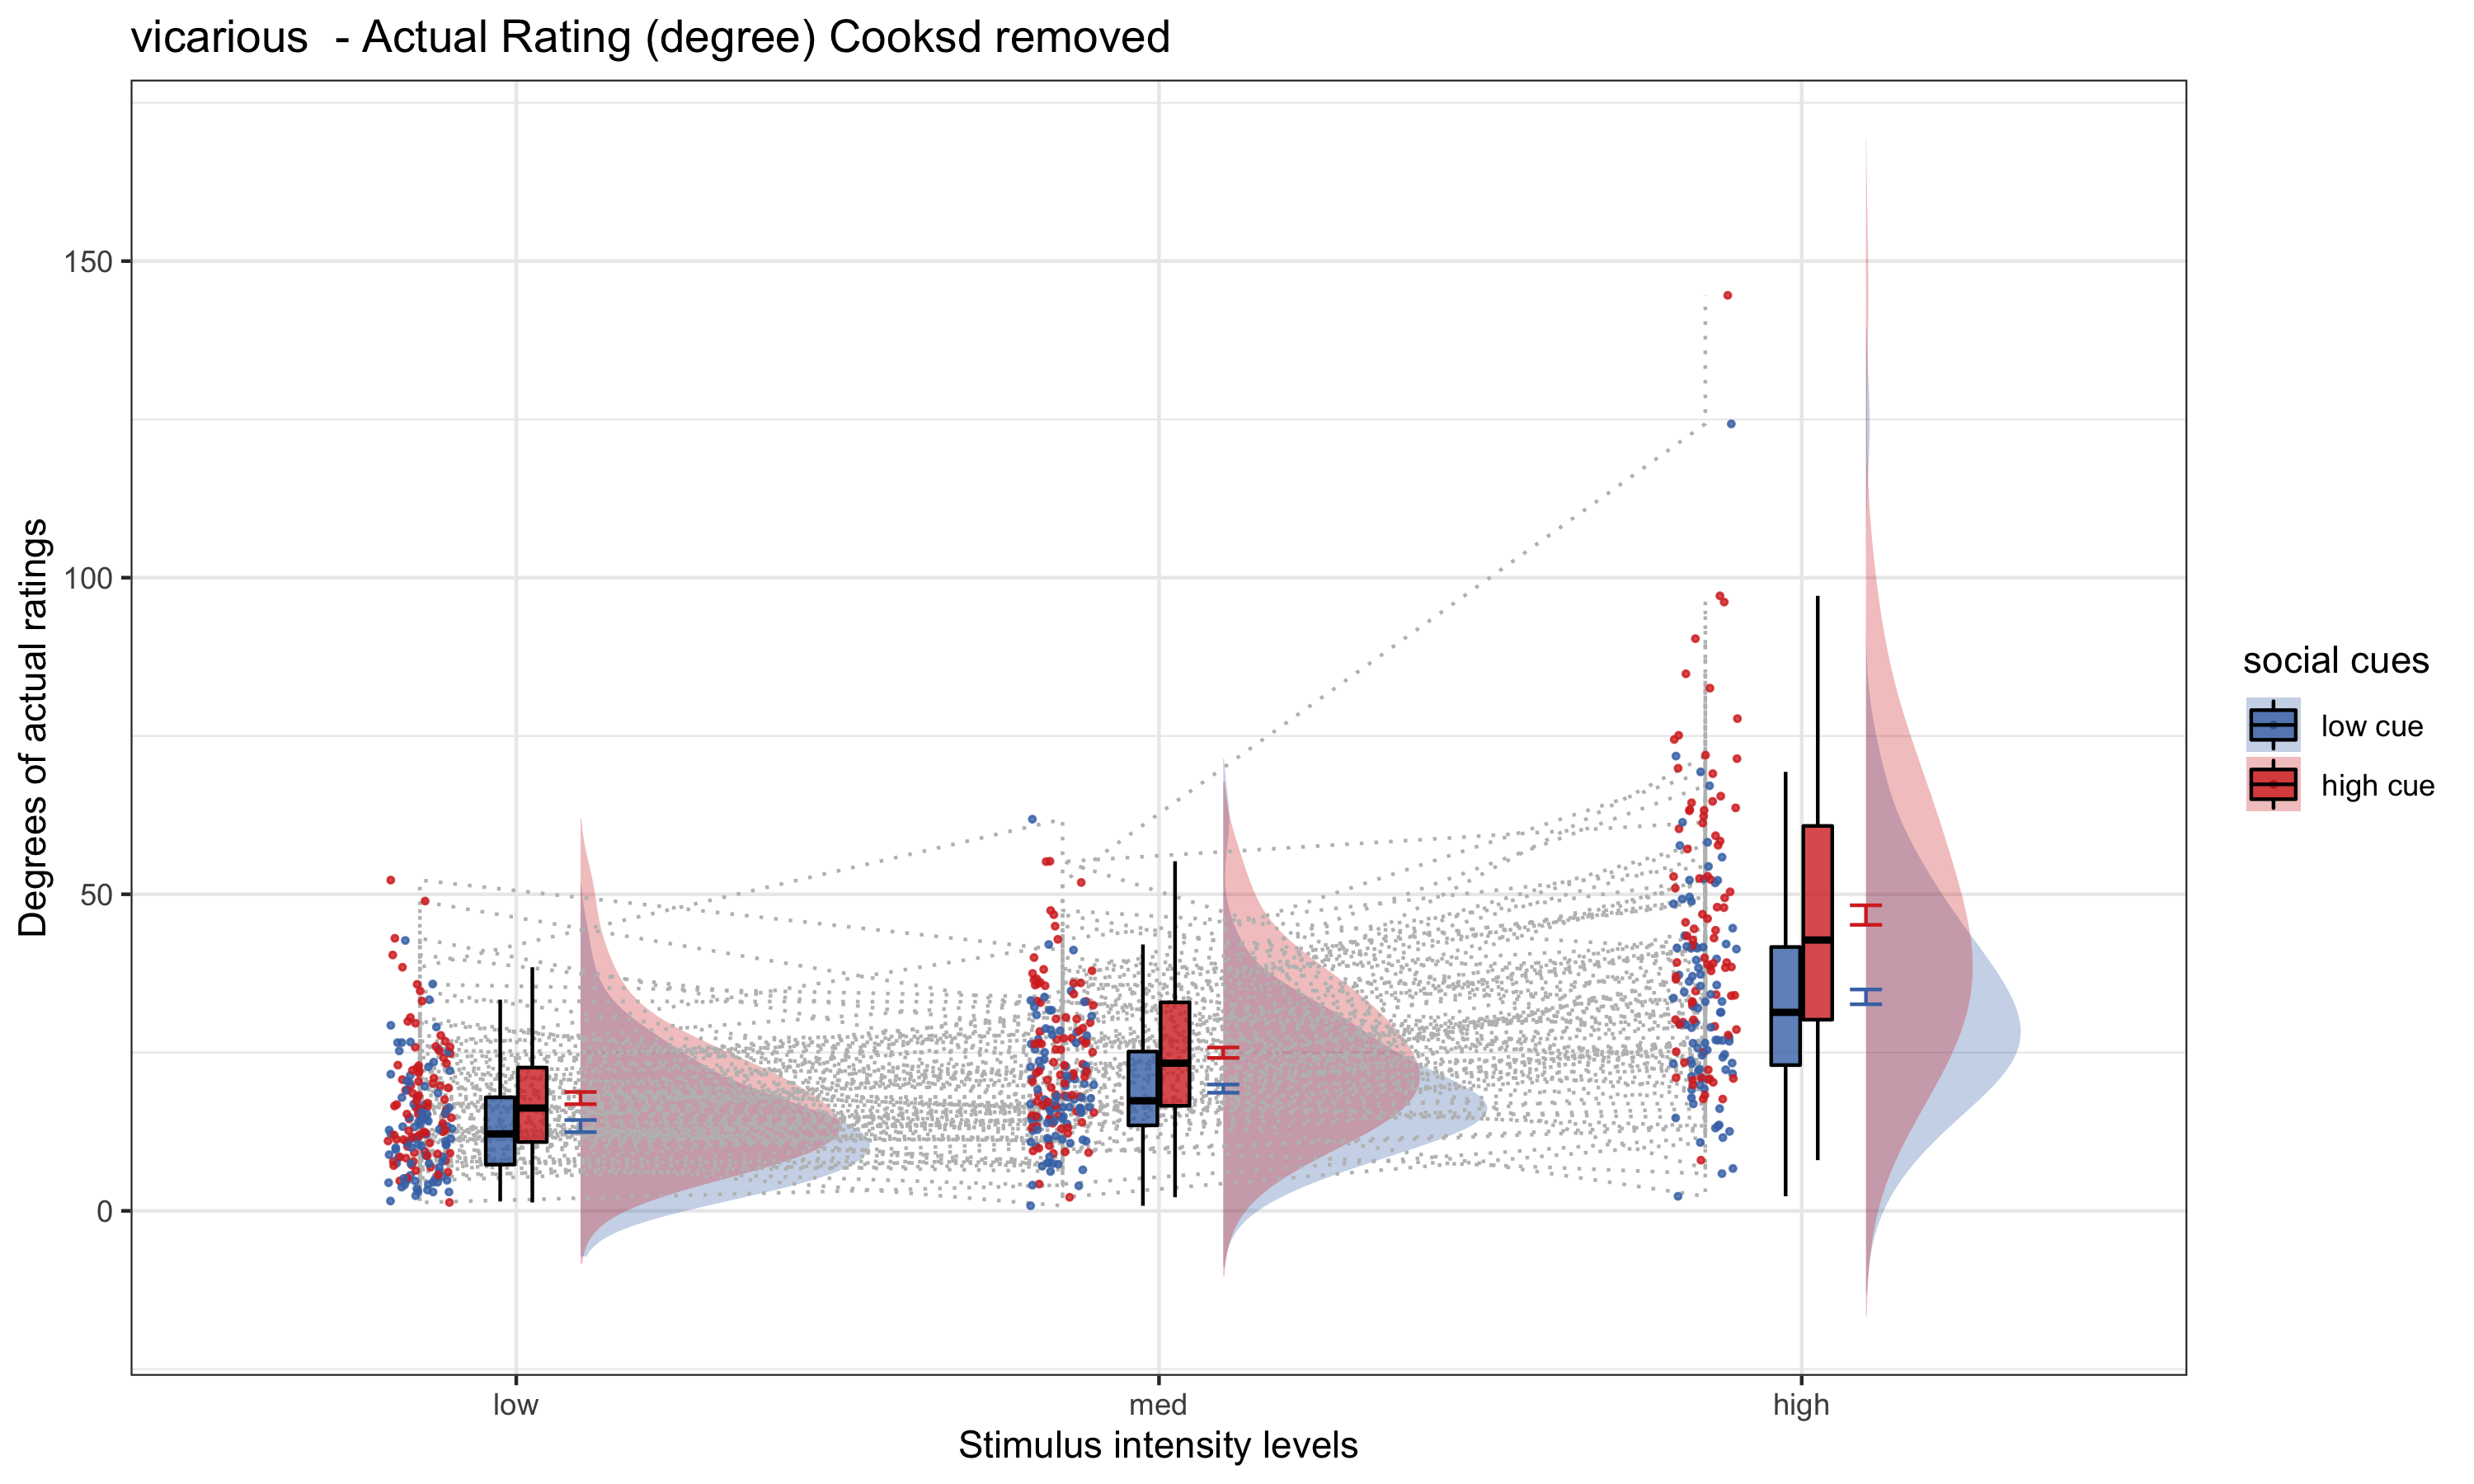 vicarious  - Actual Rating (degree) Cooksd removed
Degrees of actual ratings
150
100
50
0
low
med
high
Stimulus intensity levels
social cues
low cue
high cue